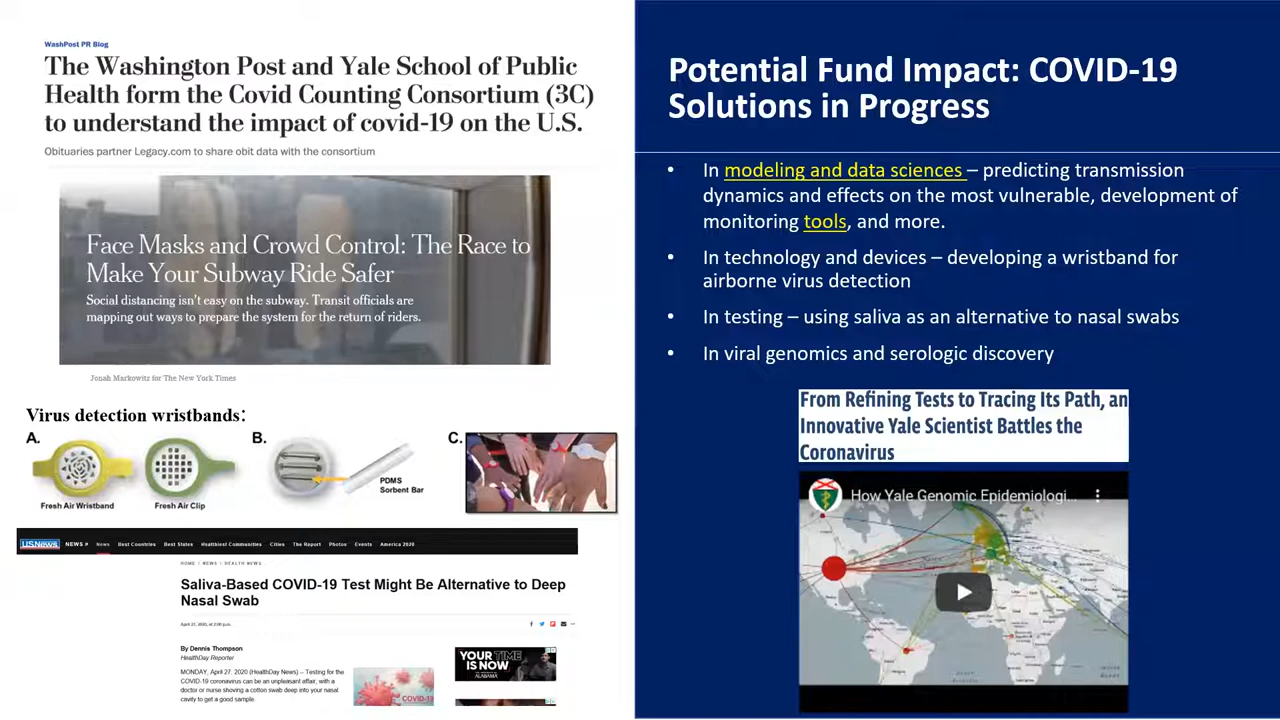 WashPost PR Blog
The Washington Post and Yale School of Public
Health form the Covid Counting Consortium (3C)
to understand the impact of covid-19 on the U.S.
Obituaries partner Legacy.com to share obit data with the consortium
Face Masks and Crowd Control: The Race to
Make Your Subway Ride Safer
Social distancing isn't easy on the subway. Transit officials are
mapping out ways to prepare the system for the return of riders.
Jonah Markowitz for The New York Times
Virus detection wristbands:
A.
B.
C.
PDMS
Sorbent Bar
Fresh Air Wristband
Fresh Air Clip
USNews NEWS » News Best Countries Best States Healthiest Communities Cities The Report Photos Events America 2020
HOME / NEWS / HEALTH NEWS /
Saliva-Based COVID-19 Test Might Be Alternative to Deep
Nasal Swab
By Dennis Thompson
HealthDay Reporter
MONDAY, April 27, 2020 (HealthDay News) -- Testing for the
COVID-19 coronavirus can be an unpleasant affair, with a
doctor or nurse shoving a cotton swab deep into your nasal
cavity to get a good sample.
COVID-19
YOUR TIME
IS NOW
ALABAMA
Potential Fund Impact: COVID-19
Solutions in Progress
• In modeling and data sciences – predicting transmission
dynamics and effects on the most vulnerable, development of
monitoring tools, and more.
• In technology and devices – developing a wristband for
airborne virus detection
• In testing – using saliva as an alternative to nasal swabs
• In viral genomics and serologic discovery
From Refining Tests to Tracing Its Path, an
Innovative Yale Scientist Battles the
Coronavirus
How Yale Genomic Epidemiologi...